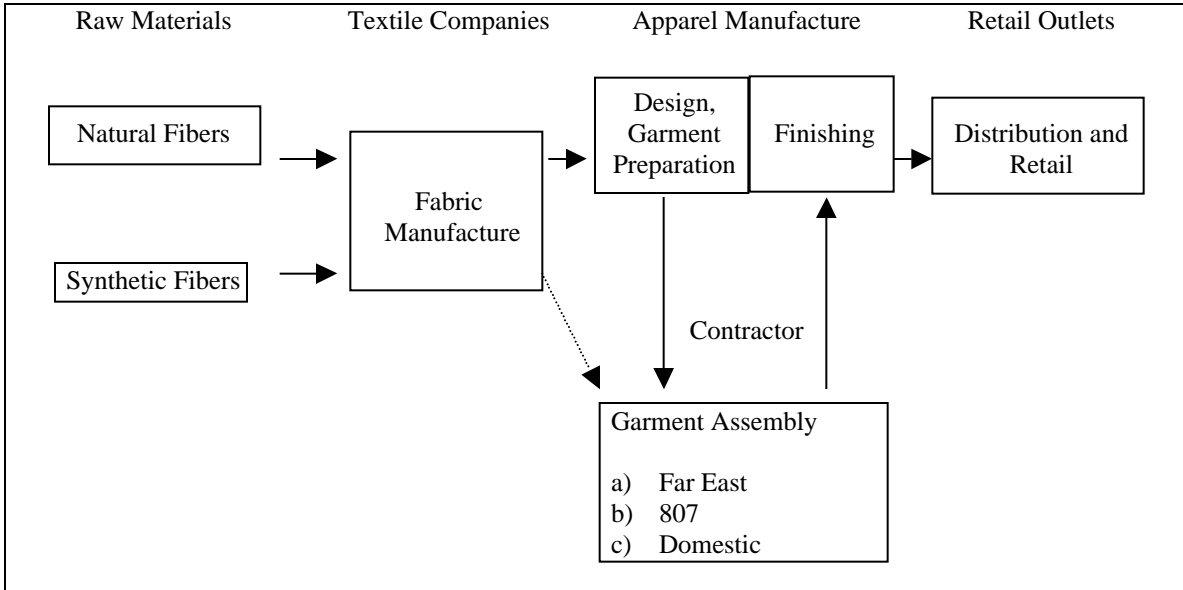 Raw Materials
Textile Companies
Apparel Manufacture
Retail Outlets
Natural Fibers
Synthetic Fibers
Fabric
Manufacture
Design,
Garment
Preparation
Finishing
Distribution and
Retail
Contractor
Garment Assembly
a) Far East
b) 807
c) Domestic